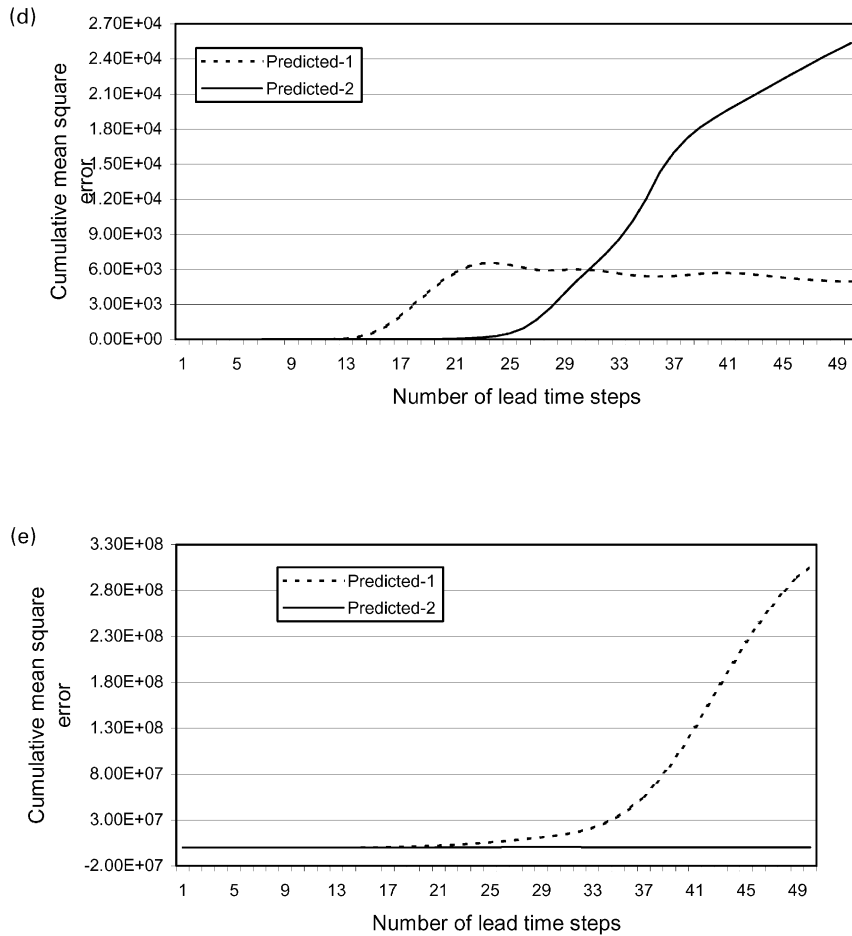 (d)
2.70E+04
2.40E+04
2.10E+04
1.80E+04
1.50E+04
1.20E+04
9.00E+03
6.00E+03
3.00E+03
0.00E+00
Cumulative mean square
error
Predicted-1
Predicted-2
1 5 9 13 17 21 25 29 33 37 41 45 49
Number of lead time steps
(e)
3.30E+08
2.80E+08
2.30E+08
1.80E+08
1.30E+08
8.00E+07
3.00E+07
-2.00E+07
Cumulative mean square
error
Predicted-1
Predicted-2
1 5 9 13 17 21 25 29 33 37 41 45 49
Number of lead time steps